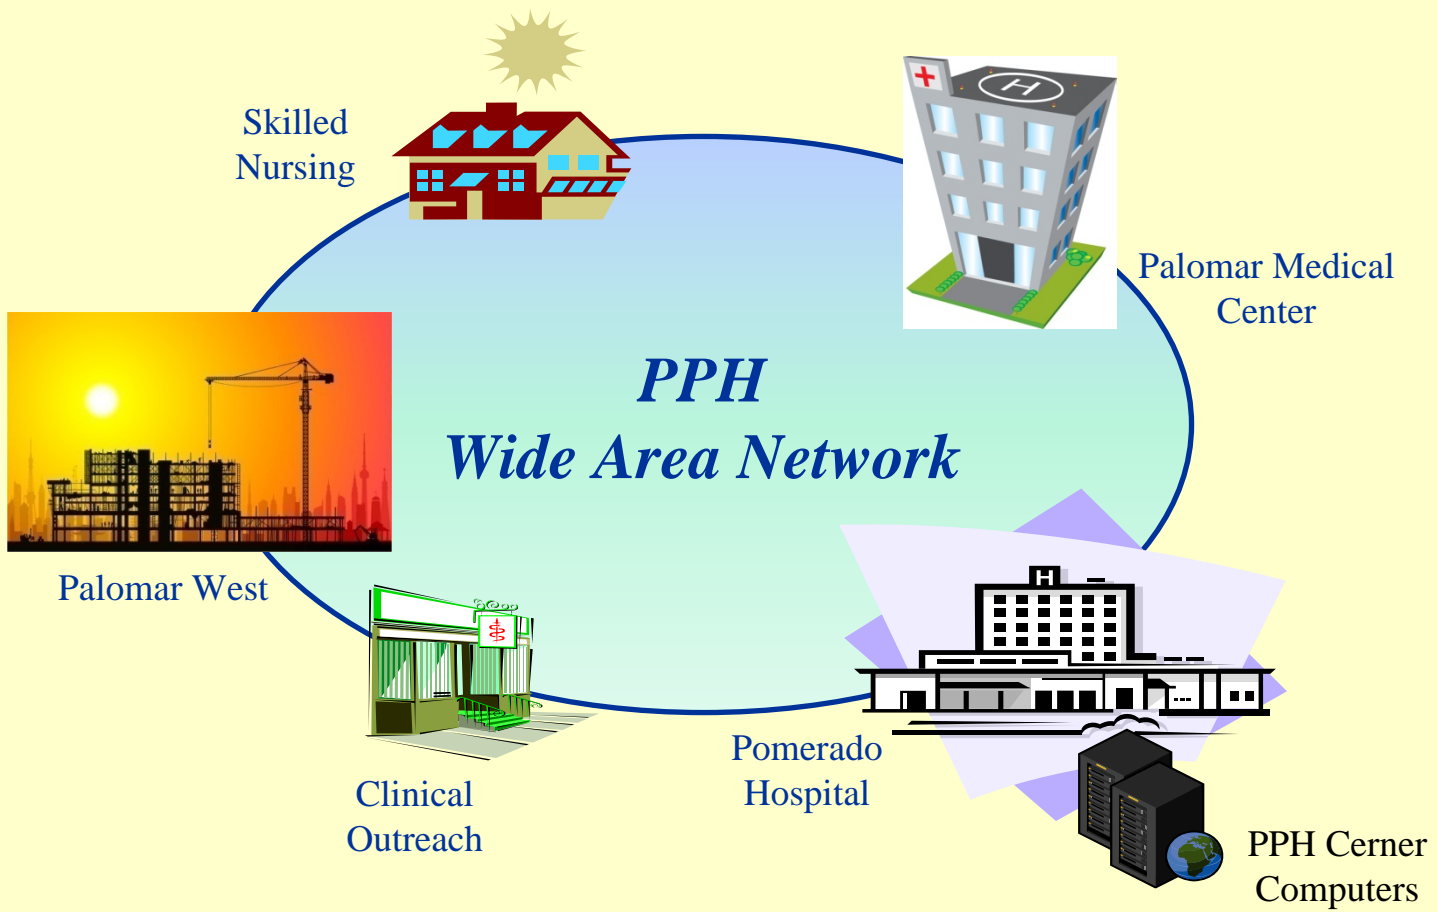 Skilled
Nursing
H
Palomar Medical
Center
PPH
Wide Area Network
Palomar West
H
Pomerado
Hospital
Clinical
Outreach
PPH Cerner
Computers